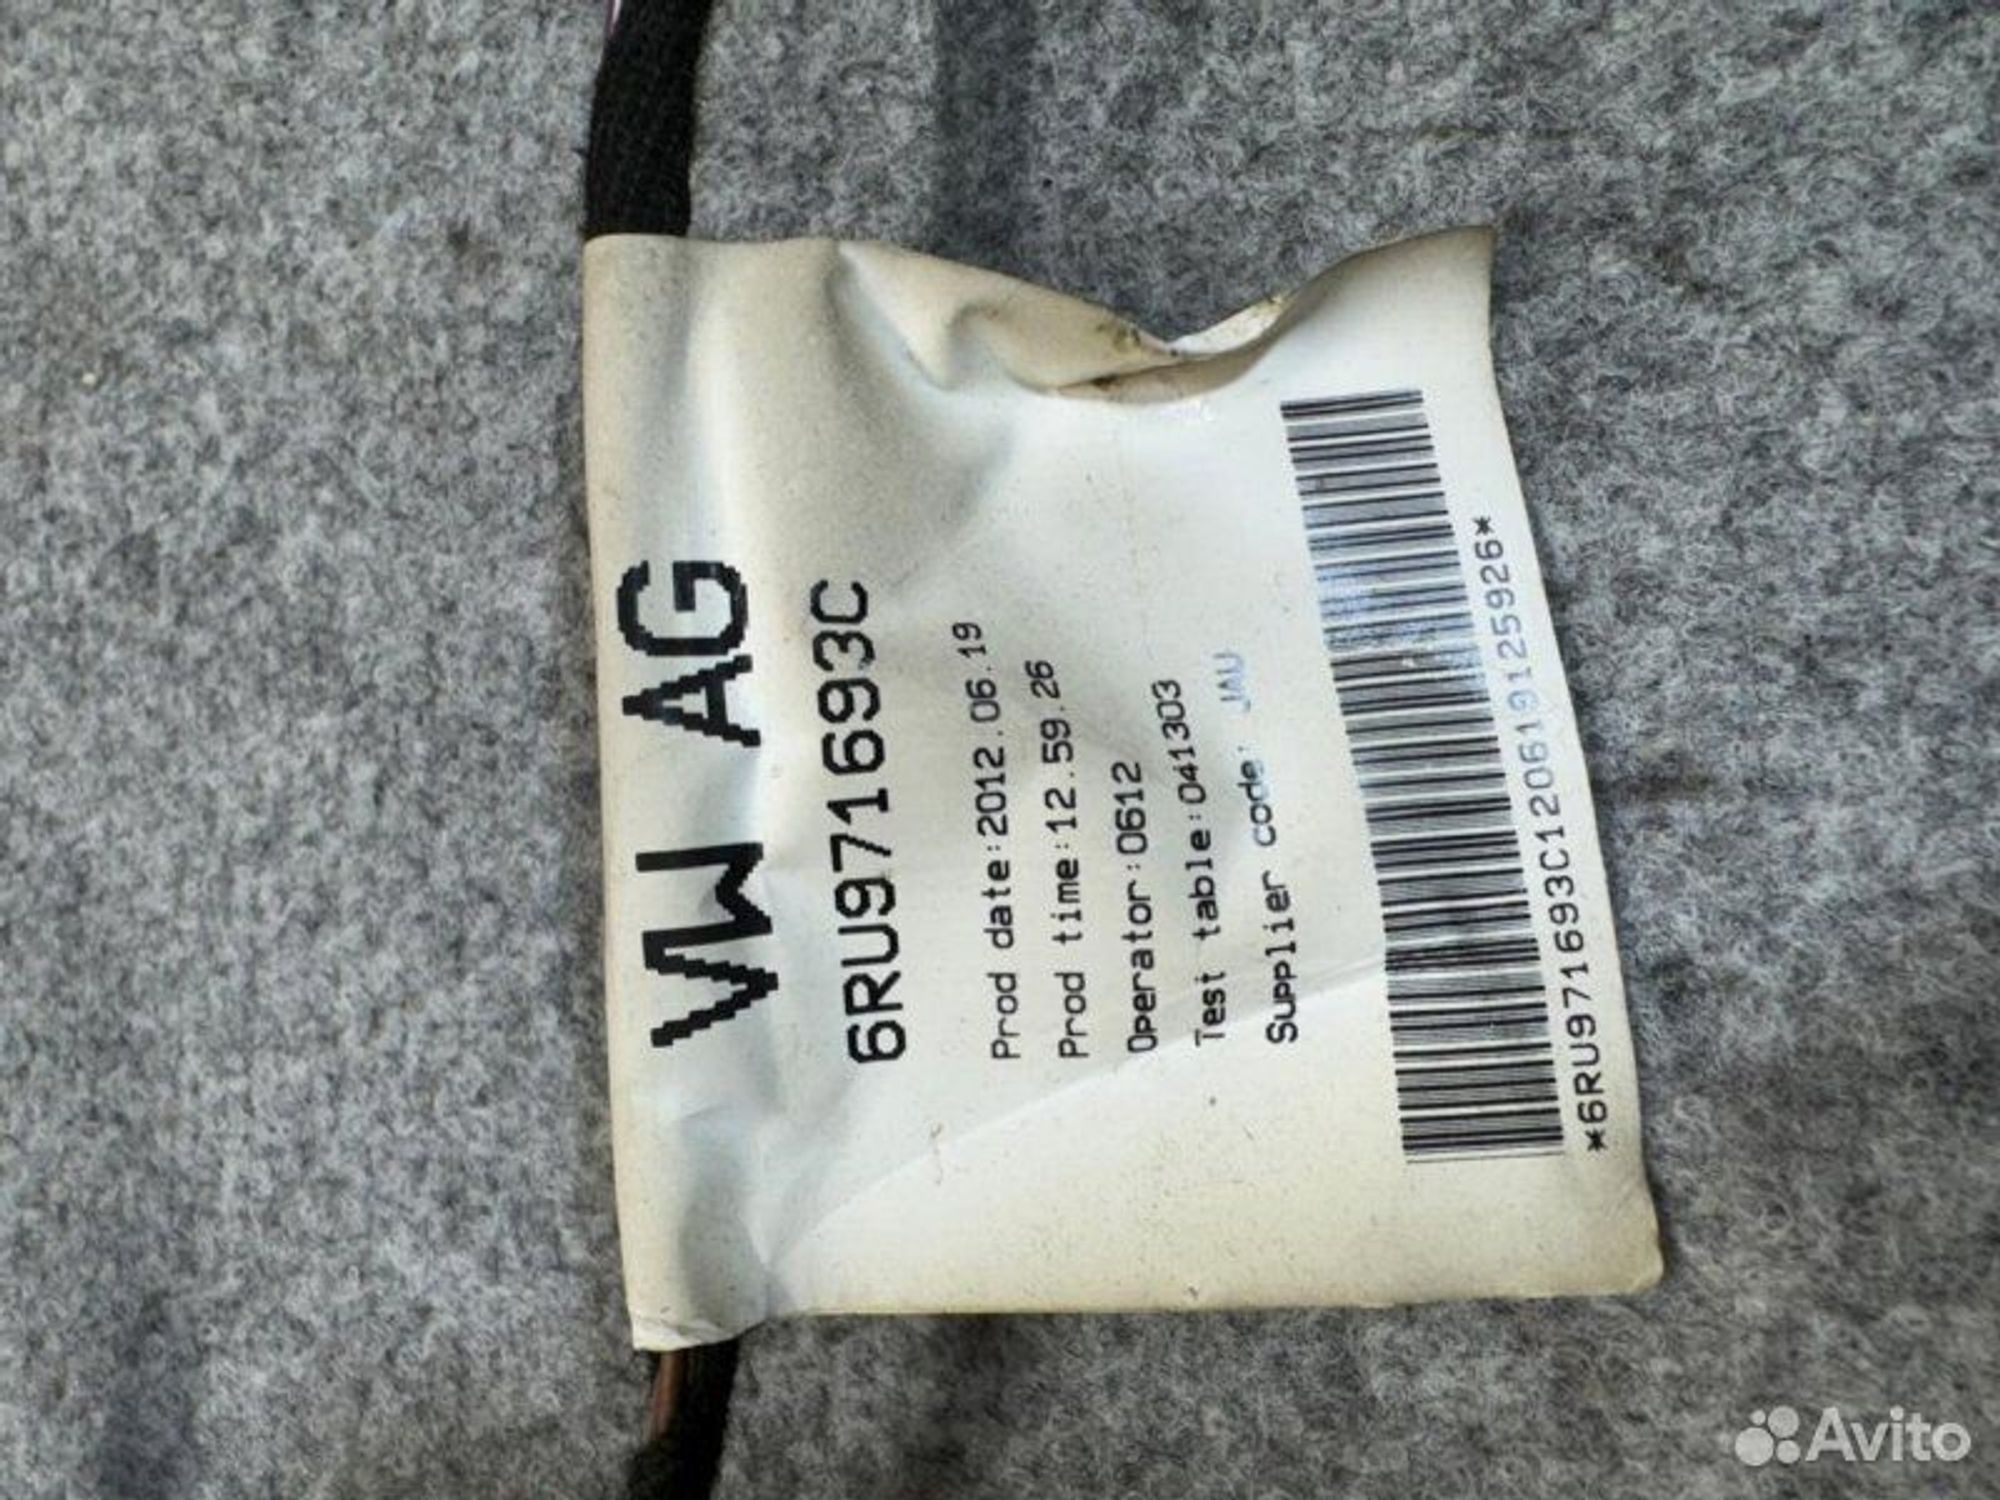 VW AG
6RU971693C
Prod date:2012.06.19
Prod time:12.59.26
Operator:0612
Test table:041303
Supplier code: JAU
*6RU971693C120619125926*
Avito